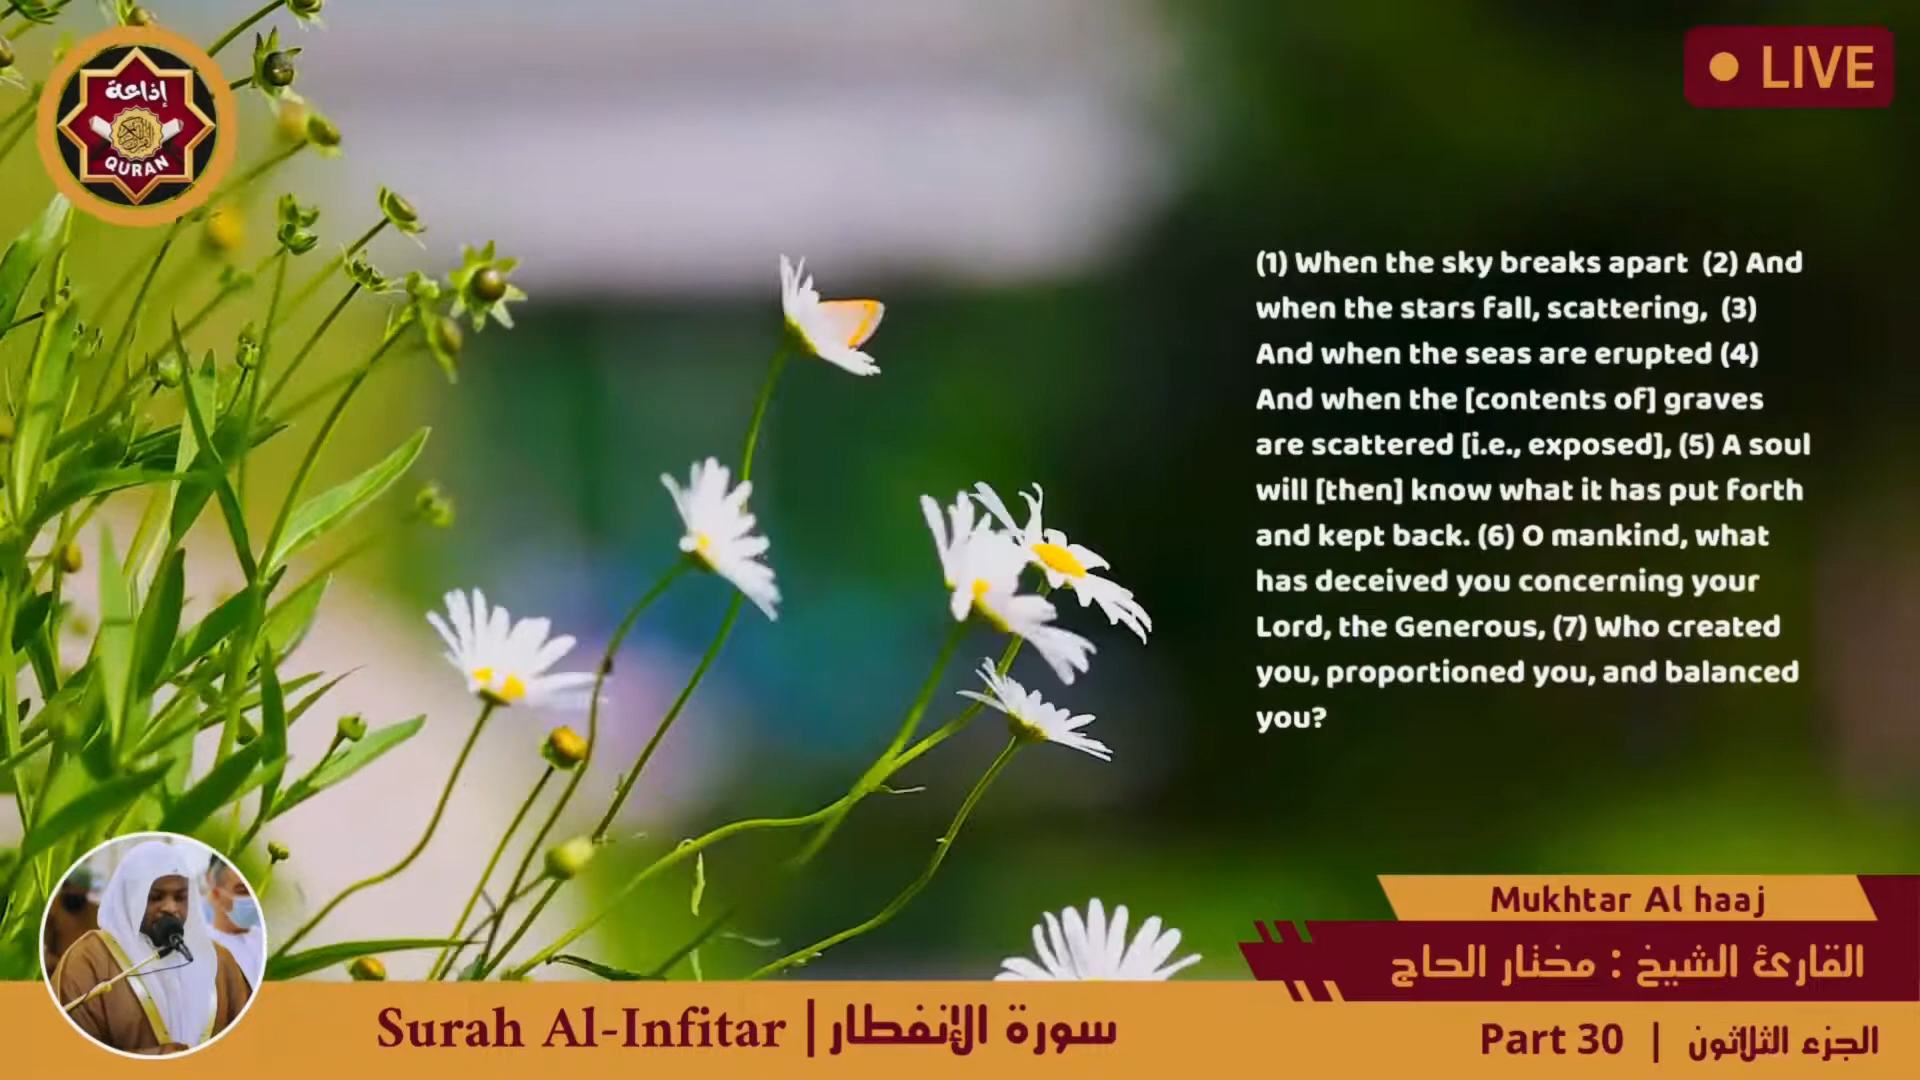 إذاعة
QURAN
LIVE
(1) When the sky breaks apart (2) And
when the stars fall, scattering, (3)
And when the seas are erupted (4)
And when the [contents of] graves
are scattered [i.e., exposed], (5) A soul
will [then] know what it has put forth
and kept back. (6) O mankind, what
has deceived you concerning your
Lord, the Generous, (7) Who created
you, proportioned you, and balanced
you?
Mukhtar Al haaj
القارئ الشيخ : مختار الحاج
Surah Al-Infitar | سورة الإنفطار
Part 30 | الجزء الثلاثون